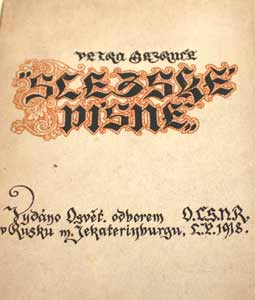 PETRA BEZRUČE
"SLEZSKÉ
PÍSNĚ"
Vydáno Osvět. odborem O.Č.S.N.R.
v Rusku m. Jekaterinburgu. L.P. 1918.